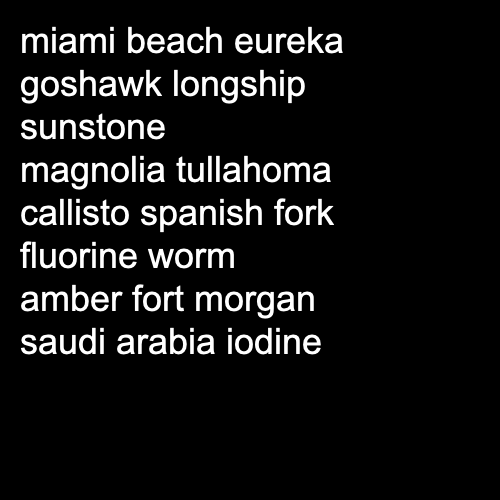 miami beach eureka
goshawk longship
sunstone
magnolia tullahoma
callisto spanish fork
fluorine worm
amber fort morgan
saudi arabia iodine